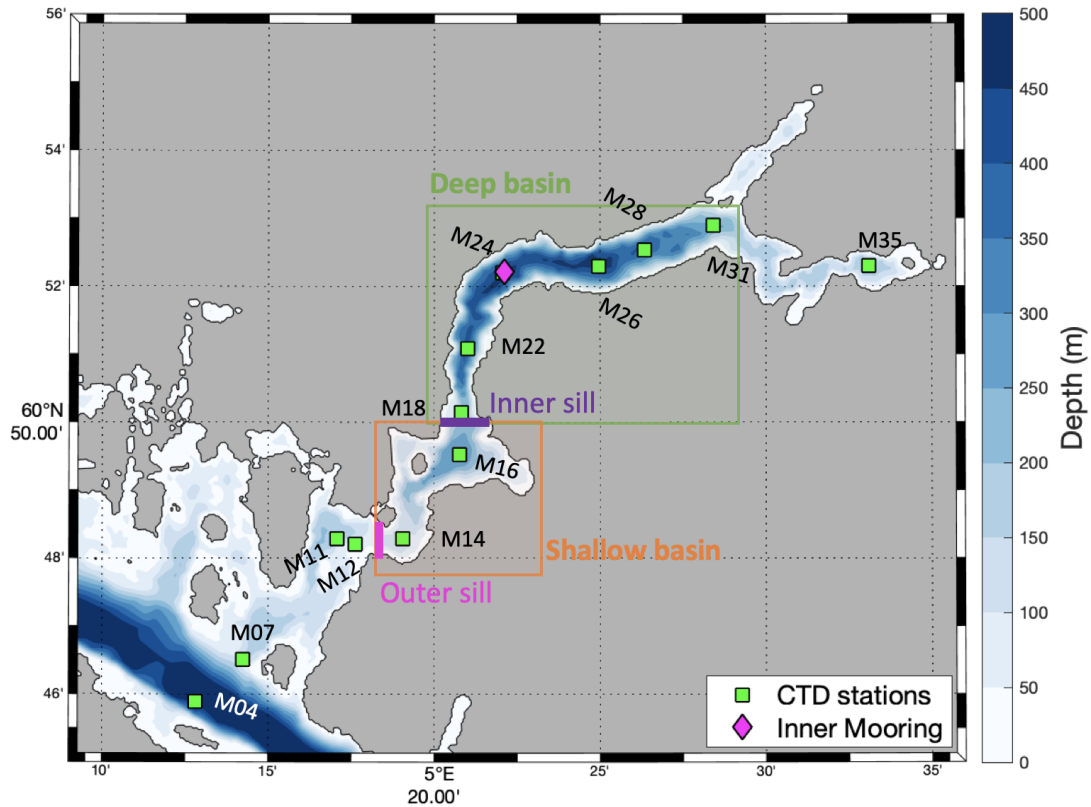 56'
54'
52'
60°N
50.00'
48'
46'
10'
15'
5°E
20.00'
25'
30'
35'
Deep basin
M28
M24
M35
M31
M26
M22
M18
Inner sill
M16
M14
M11
M12
Shallow basin
Outer sill
M07
M04
CTD stations
Inner Mooring
500
450
400
350
300
250
200
150
100
50
0
Depth (m)